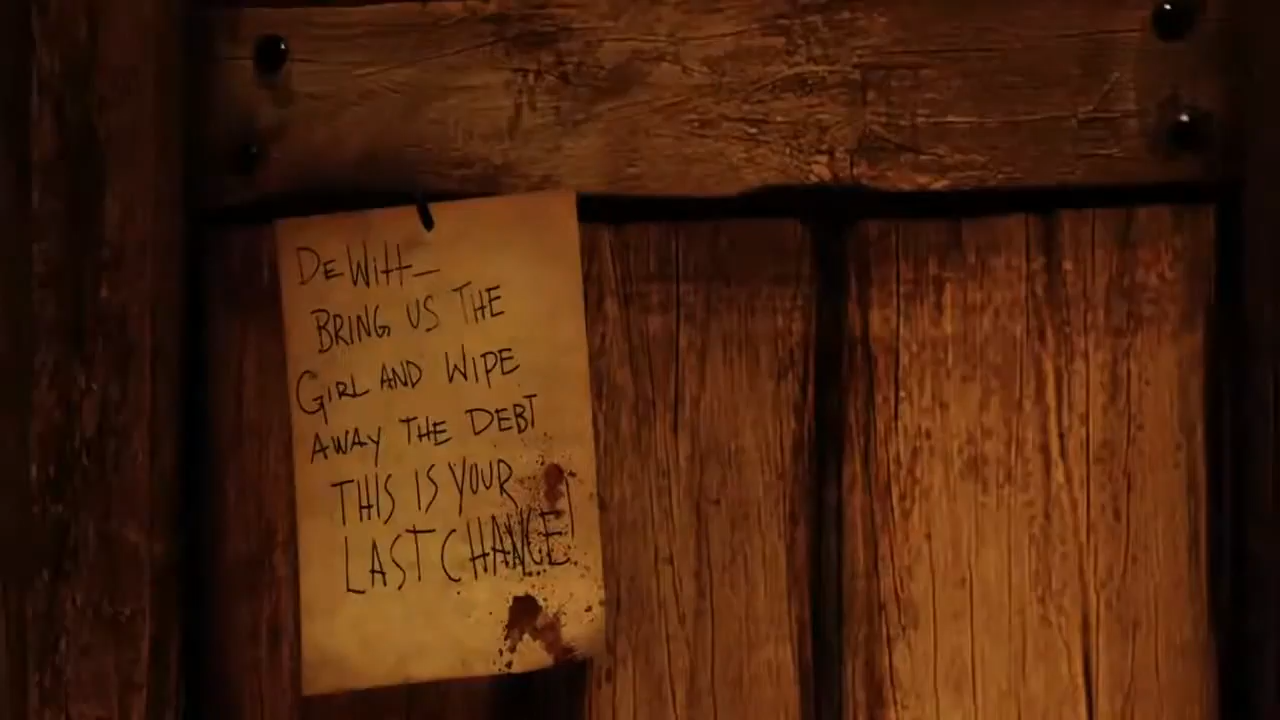 DeWitt—
BRING US THE
GIRL AND WIPE
AWAY THE DEBT
THIS IS YOUR
LAST CHANCE!